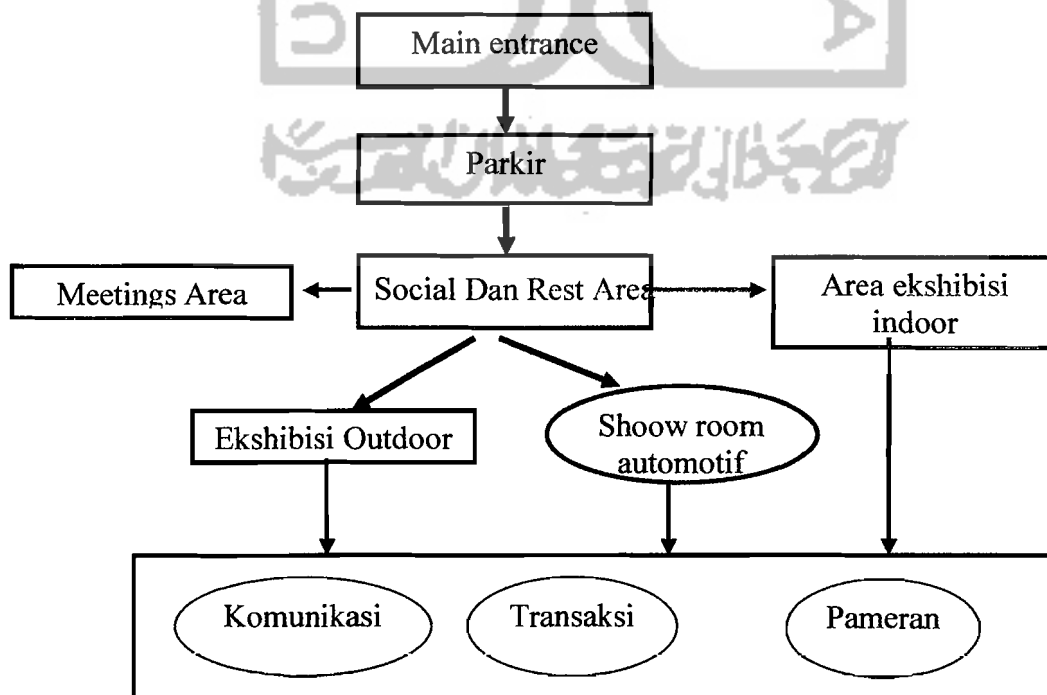 Main entrance
Parkir
Meetings Area
Social Dan Rest Area
Area ekshibisi
indoor
Ekshibisi Outdoor
Shoow room
automotif
Komunikasi
Transaksi
Pameran